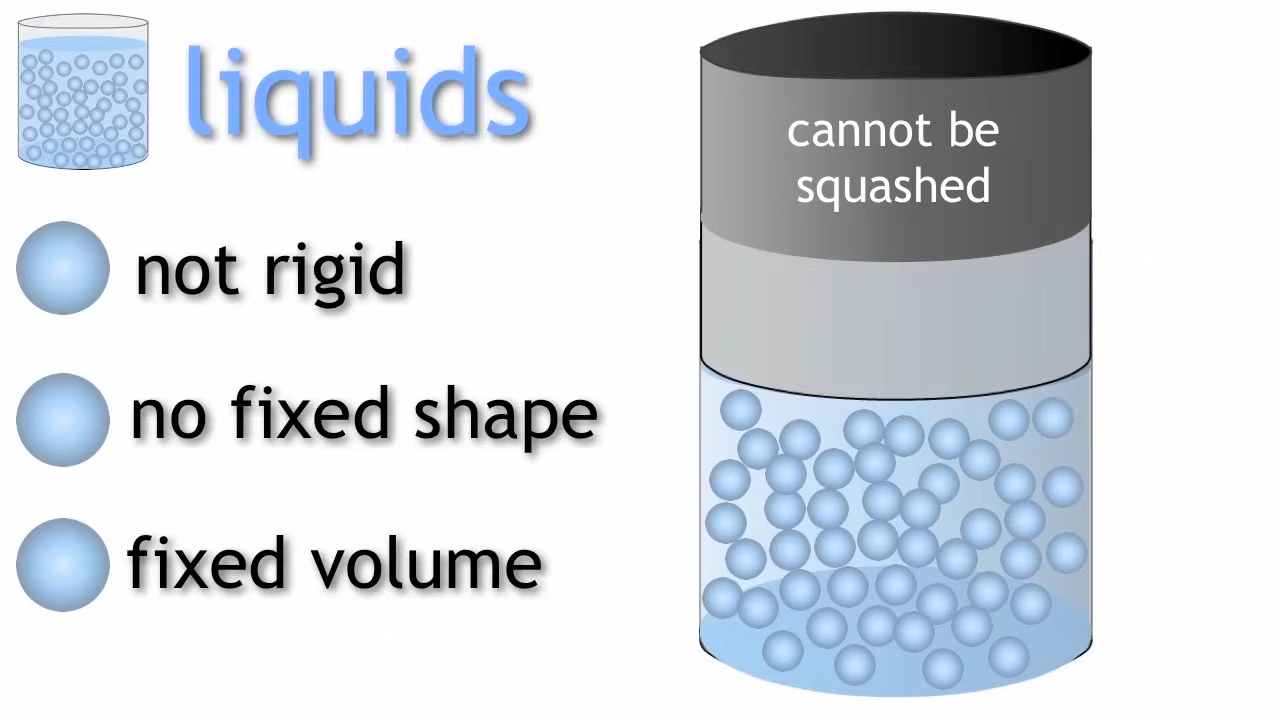 liquids
not rigid
no fixed shape
fixed volume
cannot be
squashed